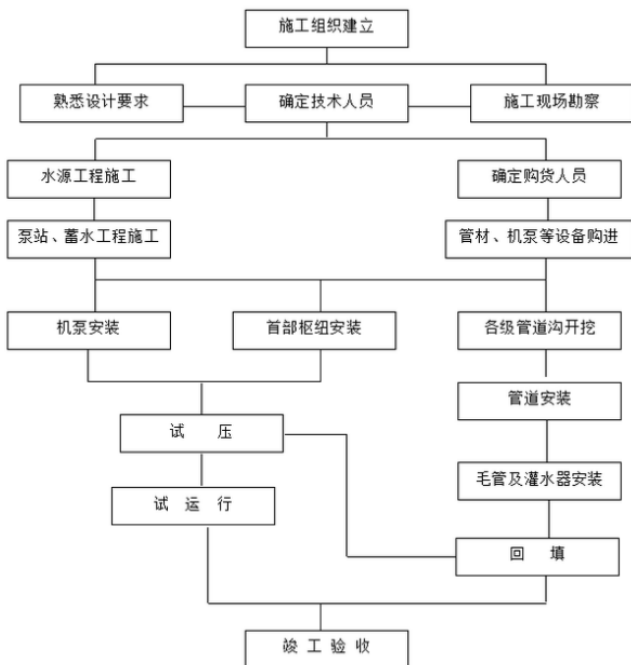 施工组织建立
熟悉设计要求
确定技术人员
施工现场勘察
水源工程施工
确定购货人员
泵站、蓄水工程施工
管材、机泵等设备购进
机泵安装
首部枢纽安装
各级管道沟开挖
管道安装
试 压
毛管及灌水器安装
试 运 行
回 填
竣 工 验 收